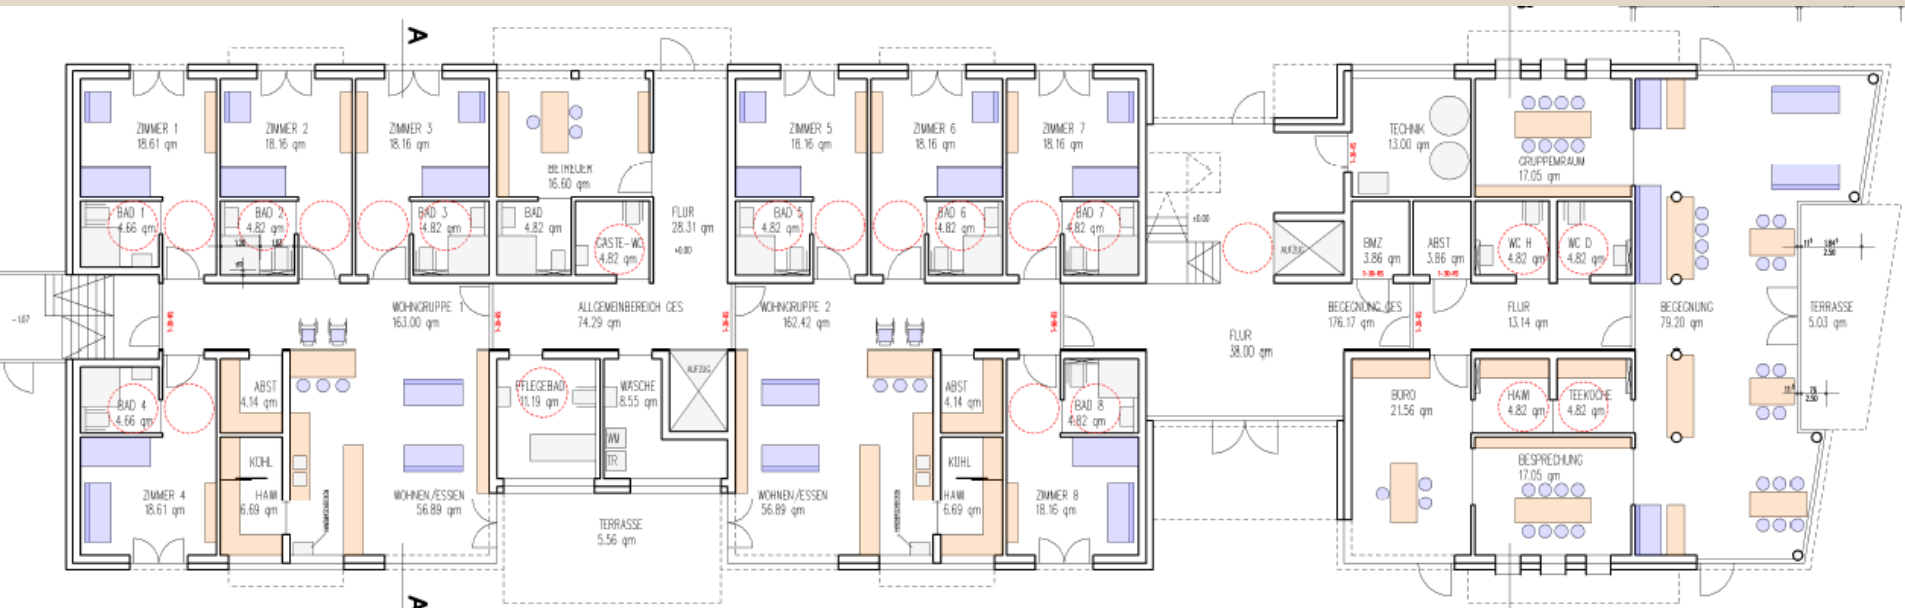 A
ZIMMER 1
18.61 qm
ZIMMER 2
18.16 qm
ZIMMER 3
18.16 qm
BETREUER
16.60 qm
ZIMMER 5
18.16 qm
ZIMMER 6
18.16 qm
ZIMMER 7
18.16 qm
TECHNIK
13.00 qm
GRUPPENRAUM
17.05 qm
BAD 1
4.66 qm
BAD 2
4.82 qm
BAD 3
4.82 qm
BAD
4.82 qm
GÄSTE-WC
4.82 qm
FLUR
28.31 qm
±0.00
BAD 5
4.82 qm
BAD 6
4.82 qm
BAD 7
4.82 qm
±0.00
AUFZUG
BMZ
3.86 qm
ABST
3.86 qm
WC H
4.82 qm
WC D
4.82 qm
-1.07
WOHNGRUPPE 1
163.00 qm
ALLGEMEINBEREICH GES
74.29 qm
WOHNGRUPPE 2
162.42 qm
FLUR
38.00 qm
BEGEGNUNG GES
176.17 qm
FLUR
13.14 qm
BEGEGNUNG
79.20 qm
TERRASSE
5.03 qm
BAD 4
4.66 qm
ABST
4.14 qm
PFLEGEBAD
11.19 qm
WÄSCHE
8.55 qm
AUFZUG
ABST
4.14 qm
BAD 8
4.82 qm
BÜRO
21.56 qm
HAWI
4.82 qm
TEEKÜCHE
4.82 qm
WM
TR
KÜHL
KÜHL
BESPRECHUNG
17.05 qm
ZIMMER 4
18.61 qm
HAWI
6.69 qm
WOHNEN/ESSEN
56.89 qm
TERRASSE
5.56 qm
WOHNEN/ESSEN
56.89 qm
HAWI
6.69 qm
ZIMMER 8
18.16 qm
A